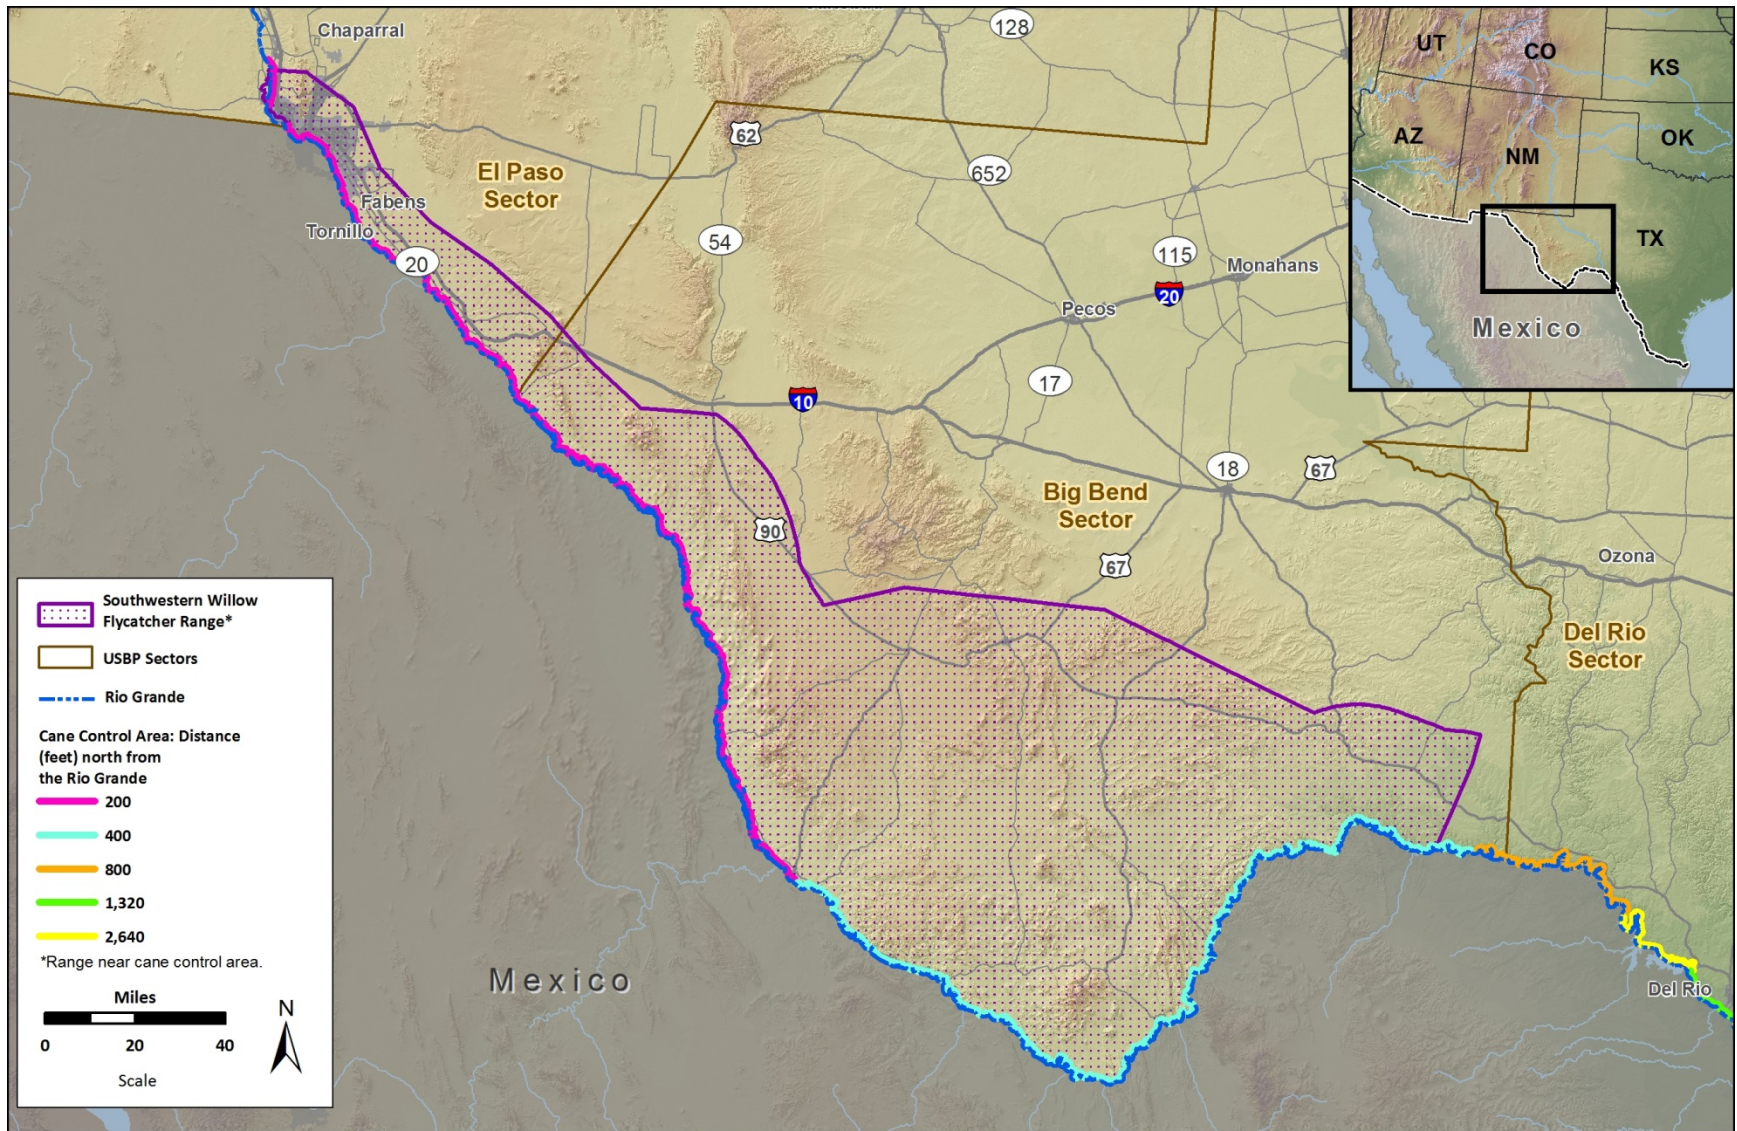 Chaparral
128
62
El Paso
Sector
652
Fabens
Tornillo
20
54
115
Monahans
20
Pecos
17
10
18
67
Big Bend
Sector
90
67
Ozona
Del Rio
Sector
Mexico
Del Rio
UT
CO
KS
AZ
NM
OK
TX
Mexico
Southwestern Willow
Flycatcher Range*
USBP Sectors
Rio Grande
Cane Control Area: Distance
(feet) north from
the Rio Grande
200
400
800
1,320
2,640
*Range near cane control area.
Miles
0 20 40
Scale
N